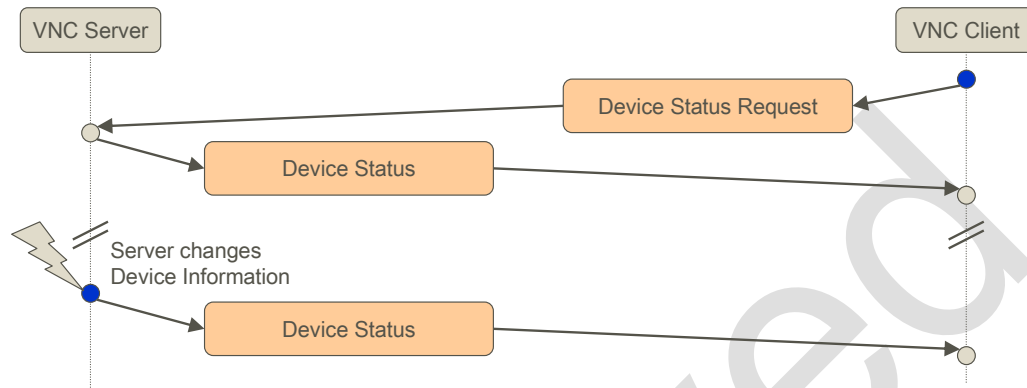 VNC Server
VNC Client
Device Status Request
Device Status
Server changes
Device Information
Device Status